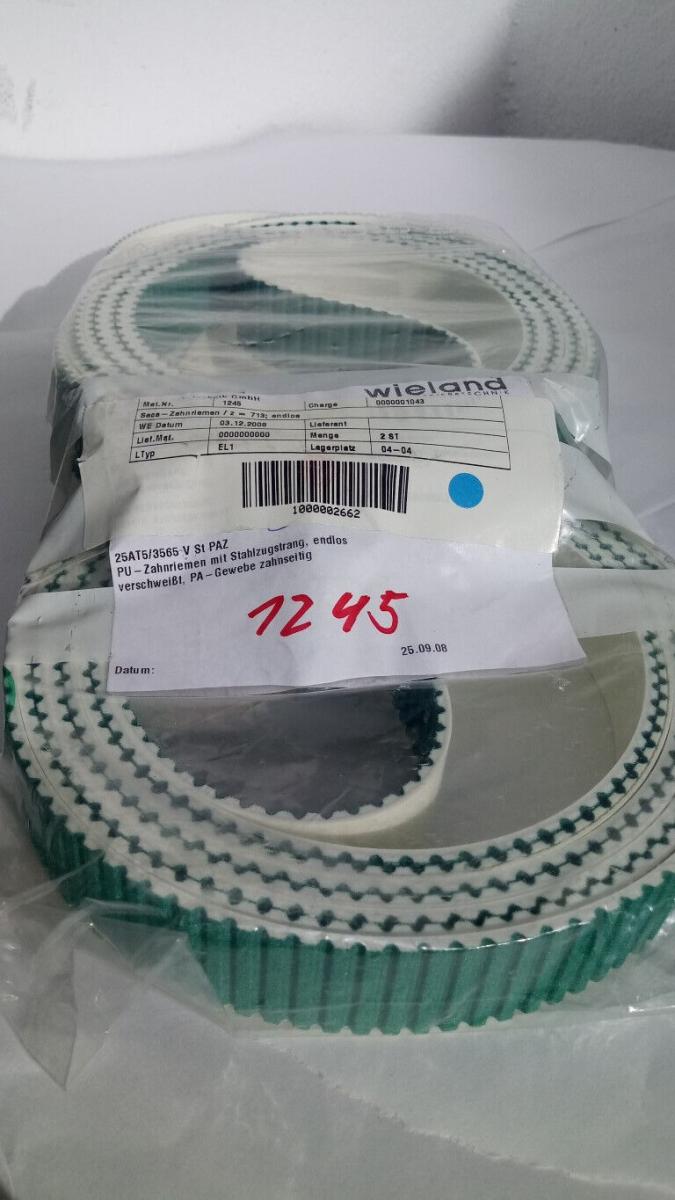 GmbH
wieland
TECHNIK
Mat.Nr. 1245 Charge 0000001043
Seca-Zahnriemen / z = 713; endlos
WE Datum 03.12.2008 Lieferant
Lief.Mat. 0000000000 Menge 2 ST
LTyp EL1 Lagerplatz 04-04
1000002662
25AT5/3565 V St PAZ
PU-Zahnriemen mit Stahlzugstrang, endlos
verschweißt, PA-Gewebe zahnseitig
1245
25.09.08
Datum: